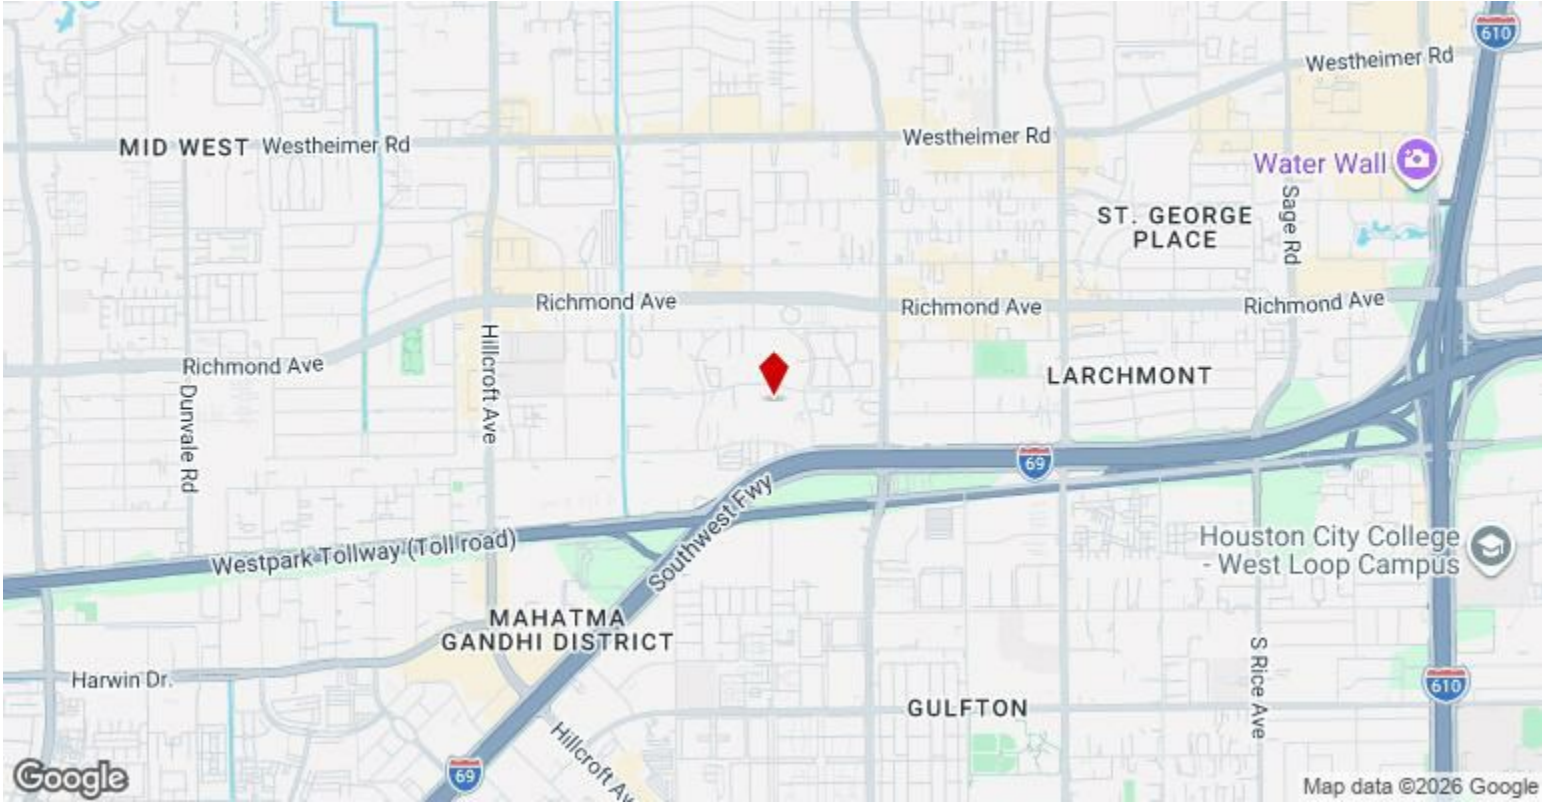 610
Westheimer Rd
MID WEST
Westheimer Rd
Westheimer Rd
Water Wall
Sage Rd
ST. GEORGE
PLACE
Richmond Ave
Richmond Ave
Richmond Ave
Richmond Ave
Hillcroft Ave
LARCHMONT
Dunvale Rd
69
Southwest Fwy
Westpark Tollway (Toll road)
Houston City College
- West Loop Campus
MAHATMA
GANDHI DISTRICT
S Rice Ave
Harwin Dr.
610
GULFTON
Hillcroft Av
69
Google
Map data ©2026 Google